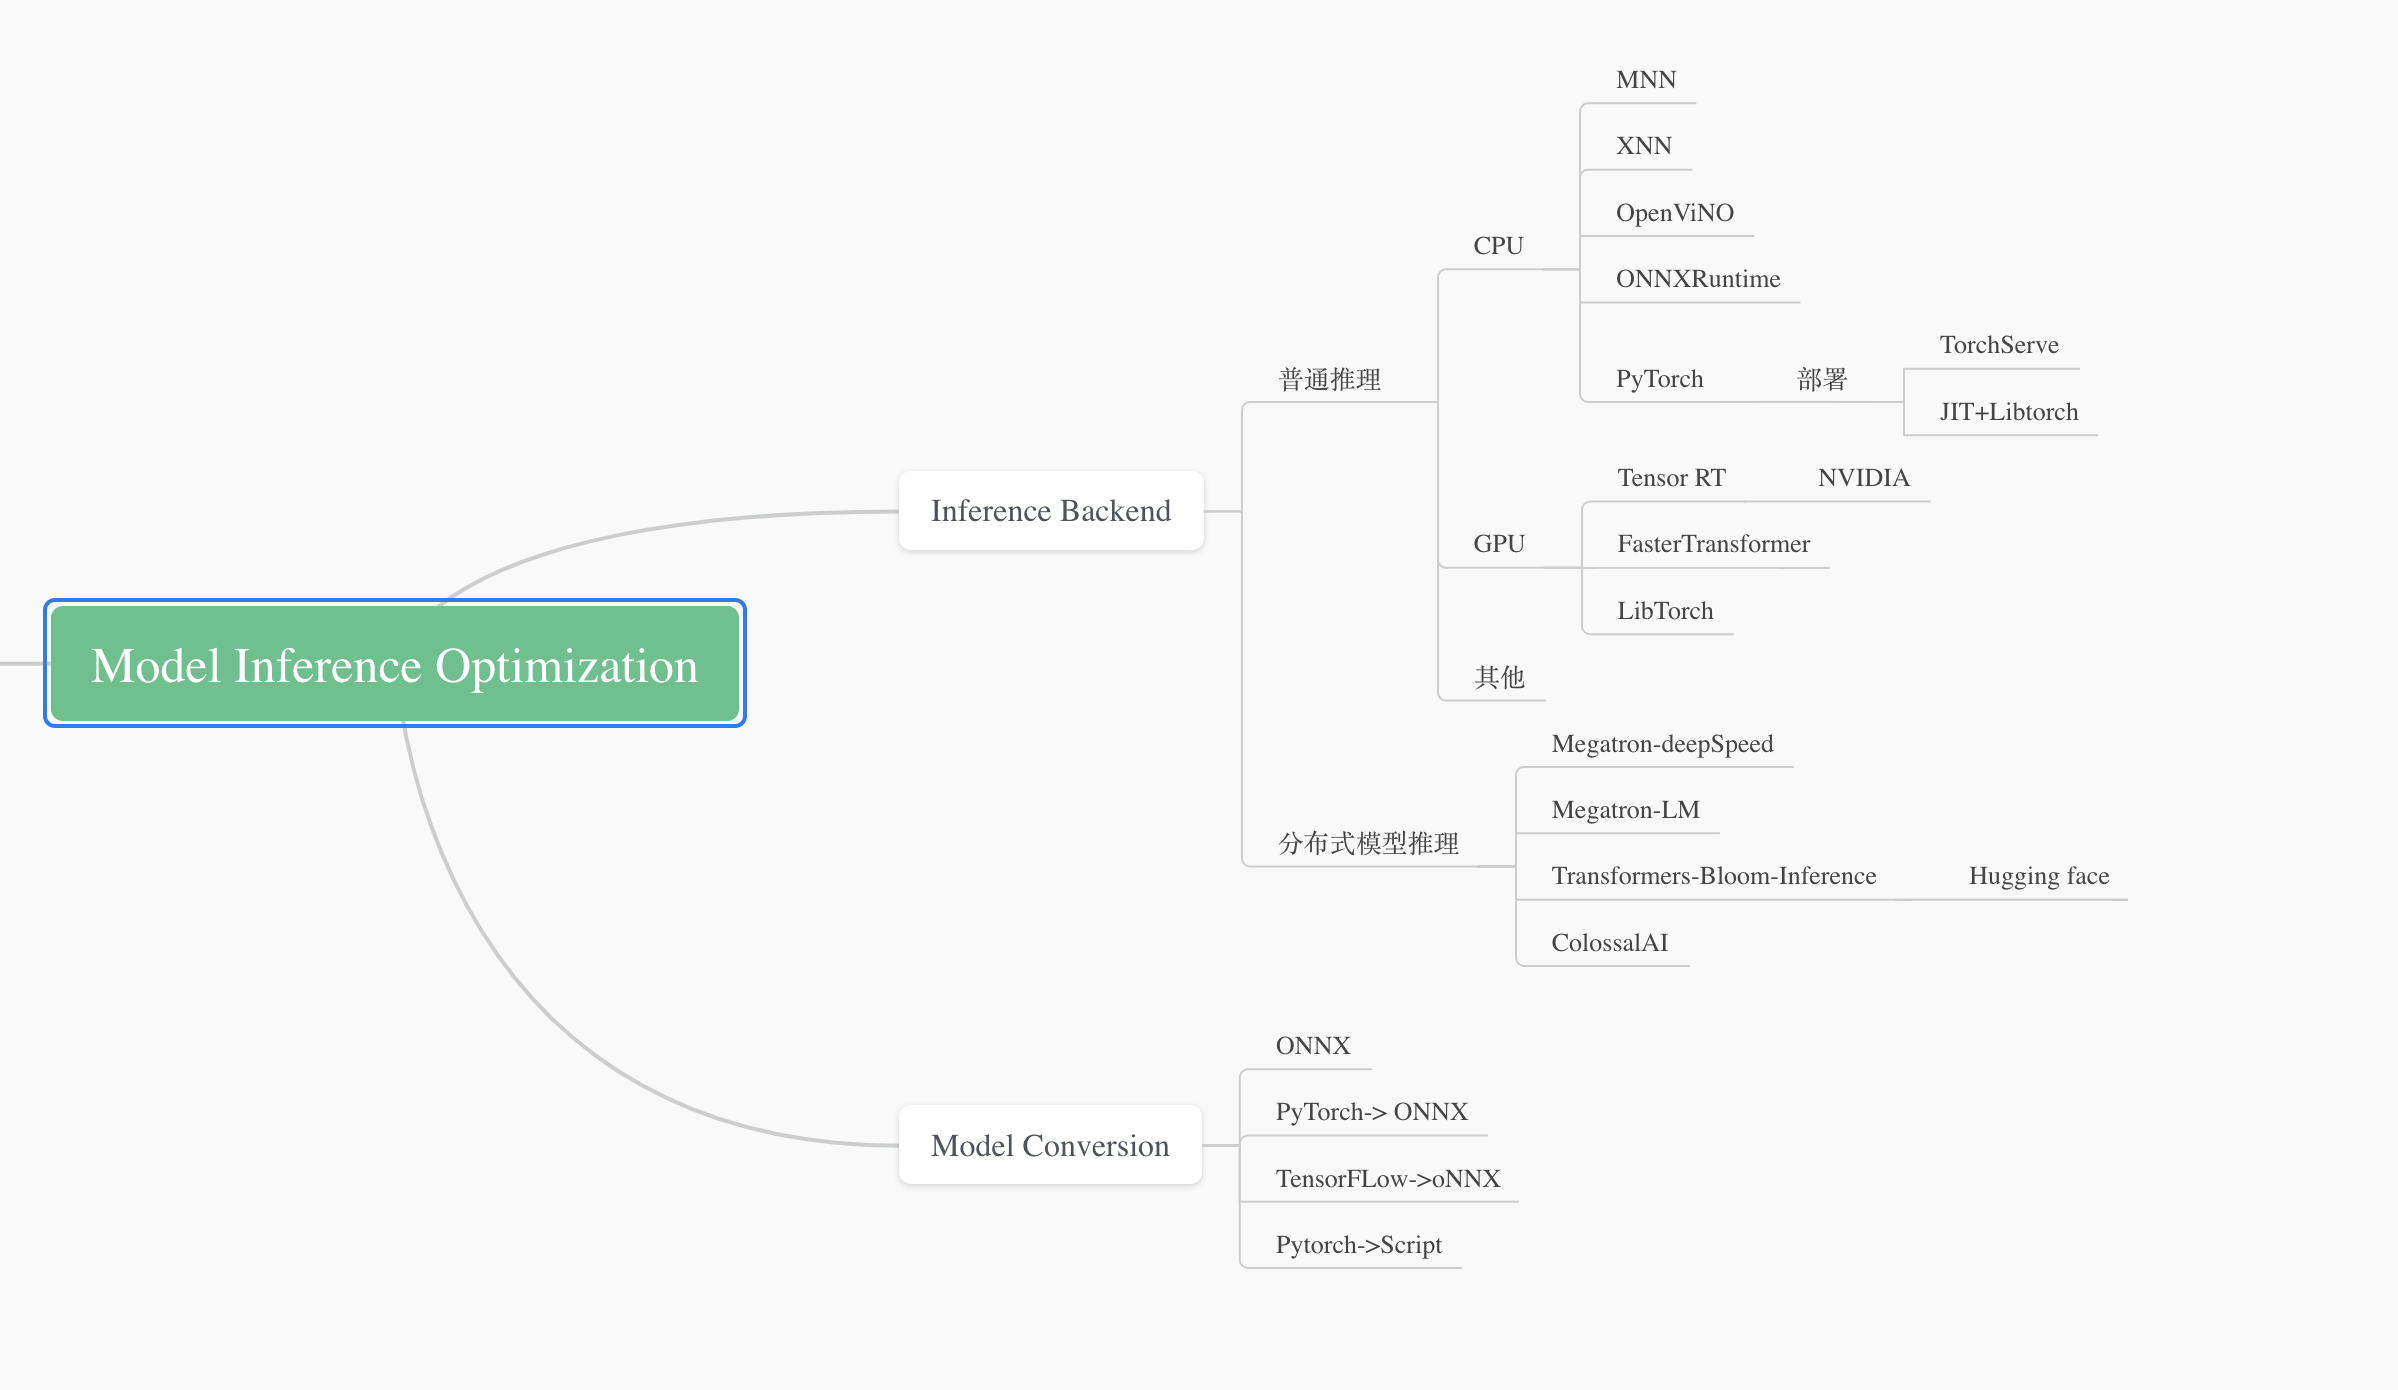 Model Inference Optimization
Inference Backend
普通推理
CPU
MNN
XNN
OpenViNO
ONNXRuntime
PyTorch
部署
TorchServe
JIT+Libtorch
GPU
Tensor RT
NVIDIA
FasterTransformer
LibTorch
其他
分布式模型推理
Megatron-deepSpeed
Megatron-LM
Transformers-Bloom-Inference
Hugging face
ColossalAI
Model Conversion
ONNX
PyTorch-> ONNX
TensorFLow->oNNX
Pytorch->Script